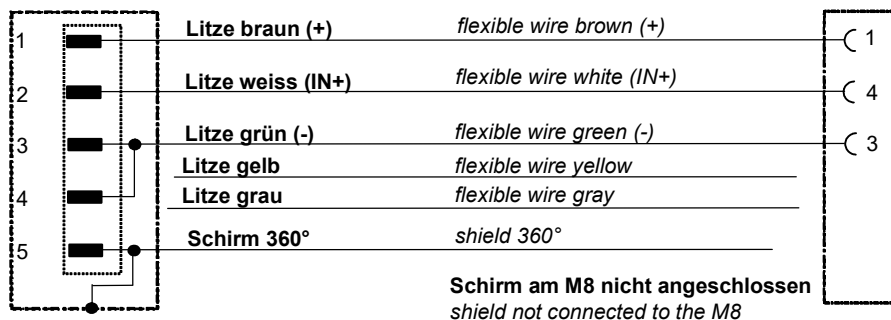 1 Litze braun (+) flexible wire brown (+) 1
2 Litze weiss (IN+) flexible wire white (IN+) 4
3 Litze grün (-) flexible wire green (-) 3
Litze gelb flexible wire yellow
4 Litze grau flexible wire gray
5 Schirm 360° shield 360°
Schirm am M8 nicht angeschlossen
shield not connected to the M8